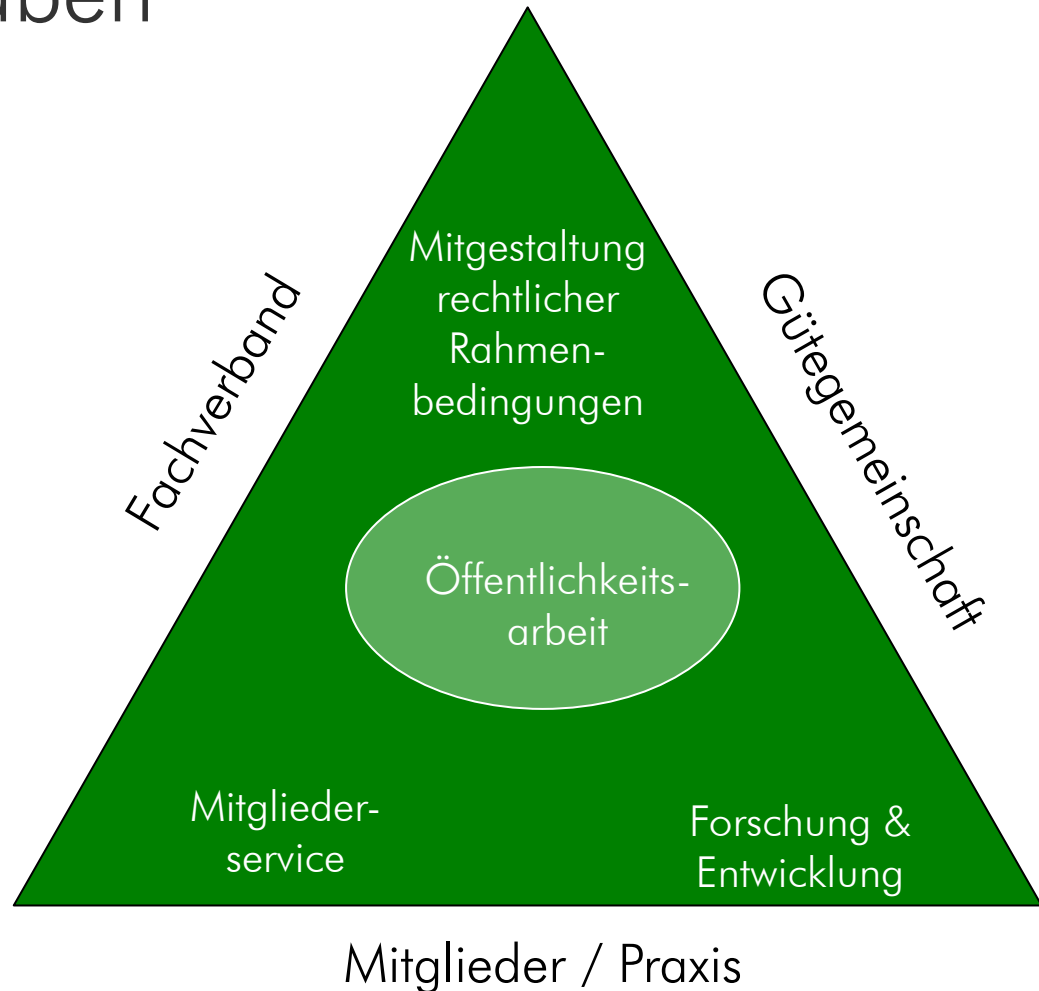 Mitgestaltung
rechtlicher
Rahmen-
bedingungen
Fachverband
Gütegemeinschaft
Öffentlichkeits-
arbeit
Mitglieder-
service
Forschung &
Entwicklung
Mitglieder / Praxis